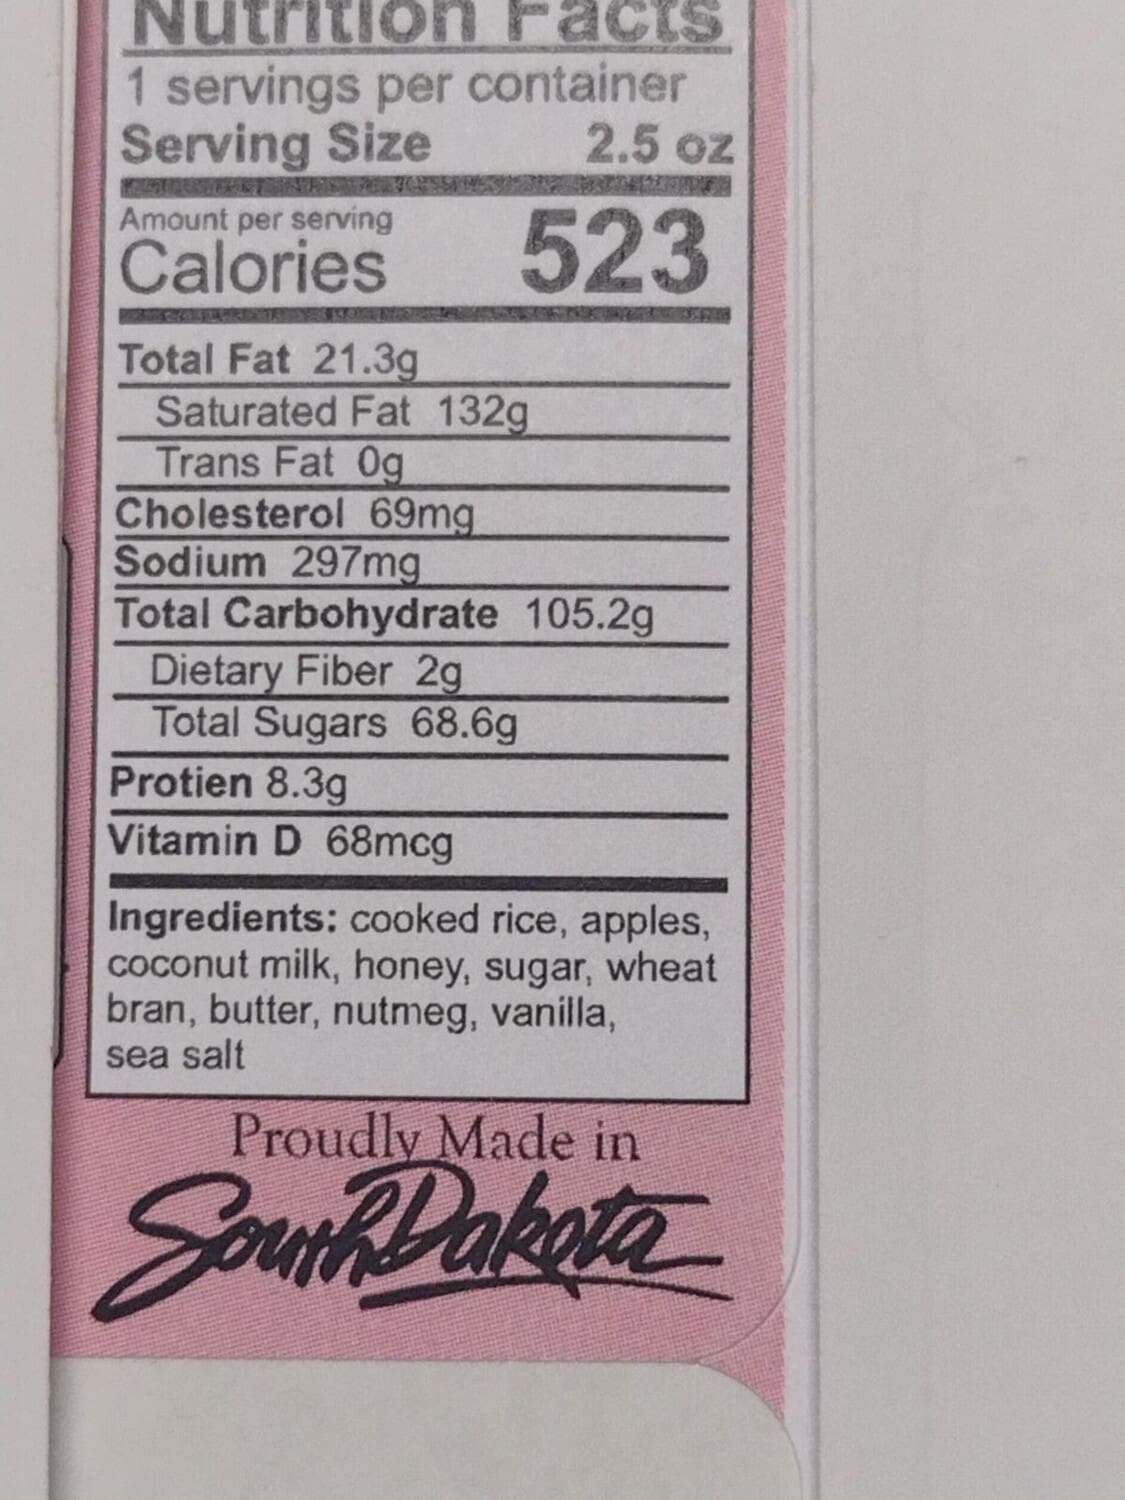 Nutrition Facts
1 servings per container
Serving Size 2.5 oz
Amount per serving
Calories 523
Total Fat 21.3g
Saturated Fat 132g
Trans Fat 0g
Cholesterol 69mg
Sodium 297mg
Total Carbohydrate 105.2g
Dietary Fiber 2g
Total Sugars 68.6g
Protien 8.3g
Vitamin D 68mcg
Ingredients: cooked rice, apples,
coconut milk, honey, sugar, wheat
bran, butter, nutmeg, vanilla,
sea salt
Proudly Made in
South Dakota